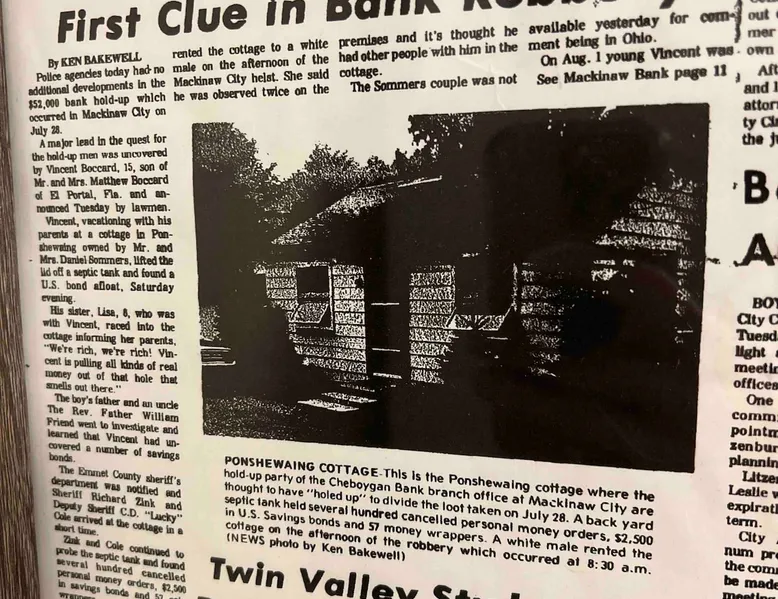 First Clue in Bank
By KEN BAKEWELL
Police agencies today had no
additional developments in the
$52,000 bank hold-up which
occurred in Mackinaw City on
July 28.
A major lead in the quest for
the hold-up men was uncovered
by Vincent Boccard, 15, son of
Mr. and Mrs. Matthew Boccard
of El Portal, Fla. and an-
nounced Tuesday by lawmen.
Vincent, vacationing with his
parents at a cottage in Pon-
shewaing owned by Mr. and
Mrs. Daniel Sommers, lifted the
lid off a septic tank and found a
U.S. bond afloat, Saturday
evening.
His sister, Lisa, 8, who was
with Vincent, raced into the
cottage informing her parents,
"We're rich, we're rich! Vin-
cent is pulling all kinds of real
money out of that hole that
smells out there."
The boy's father and an uncle
The Rev. Father William
Friend went to investigate and
learned that Vincent had un-
covered a number of savings
bonds.
The Emmet County sheriff's
department was notified and
Sheriff Richard Zink and
Deputy Sheriff C.D. "Lucky"
Cole arrived at the cottage in a
short time.
Zink and Cole continued to
probe the septic tank and found
several hundred cancelled
personal money orders, $2,500
in savings bonds and 57
wrappers
rented the cottage to a white
male on the afternoon of the
Mackinaw City heist. She said
he was observed twice on the
premises and it's thought he
had other people with him in the
cottage.
The Sommers couple was not
available yesterday for com-
ment being in Ohio.
On Aug. 1 young Vincent was
See Mackinaw Bank page 11
PONSHEWAING COTTAGE-This is the Ponshewaing cottage where the
hold-up party of the Cheboygan Bank branch office at Mackinaw City are
thought to have "holed up" to divide the loot taken on July 28. A back yard
septic tank held several hundred cancelled personal money orders, $2,500
in U.S. Savings bonds and 57 money wrappers. A white male rented the
cottage on the afternoon of the robbery which occurred at 8:30 a.m.
(NEWS photo by Ken Bakewell)
Twin Valley
out
mer
own
Aft
and
attor
ty
the
B
A
BOY
City
Tuesd
light
meeti
offices
One
comm
pointm
zenbur
plannin
Litze
Leslie
expirat
term.
City
num pr
the com
be made
meeting